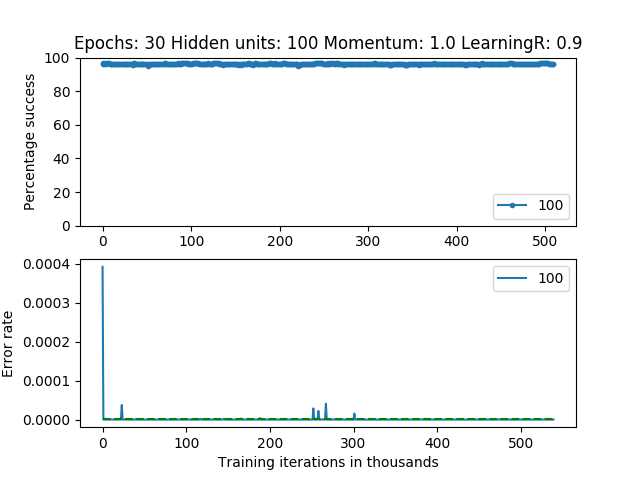 Epochs: 30 Hidden units: 100 Momentum: 1.0 LearningR: 0.9
100
80
60
40
20
0
Percentage success
100
0 100 200 300 400 500
0.0004
0.0003
0.0002
0.0001
0.0000
Error rate
100
0 100 200 300 400 500
Training iterations in thousands